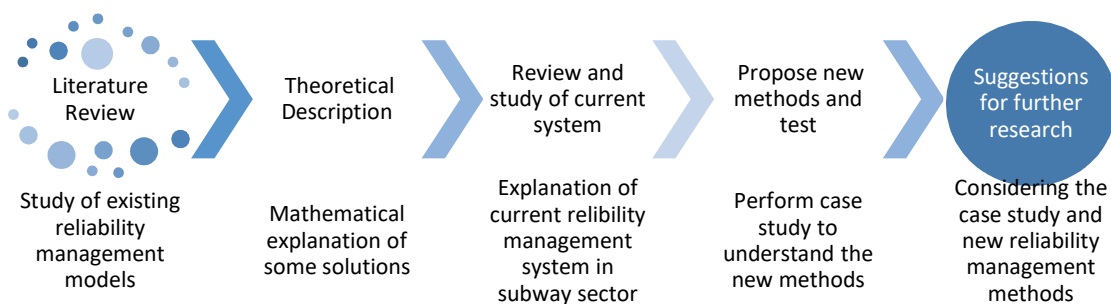 Literature
Review
Theoretical
Description
Review and
study of current
system
Propose new
methods and
test
Suggestions
for further
research
Study of existing
reliability
management
models
Mathematical
explanation of
some solutions
Explanation of
current relibility
management
system in
subway sector
Perform case
study to
understand the
new methods
Considering the
case study and
new reliability
management
methods